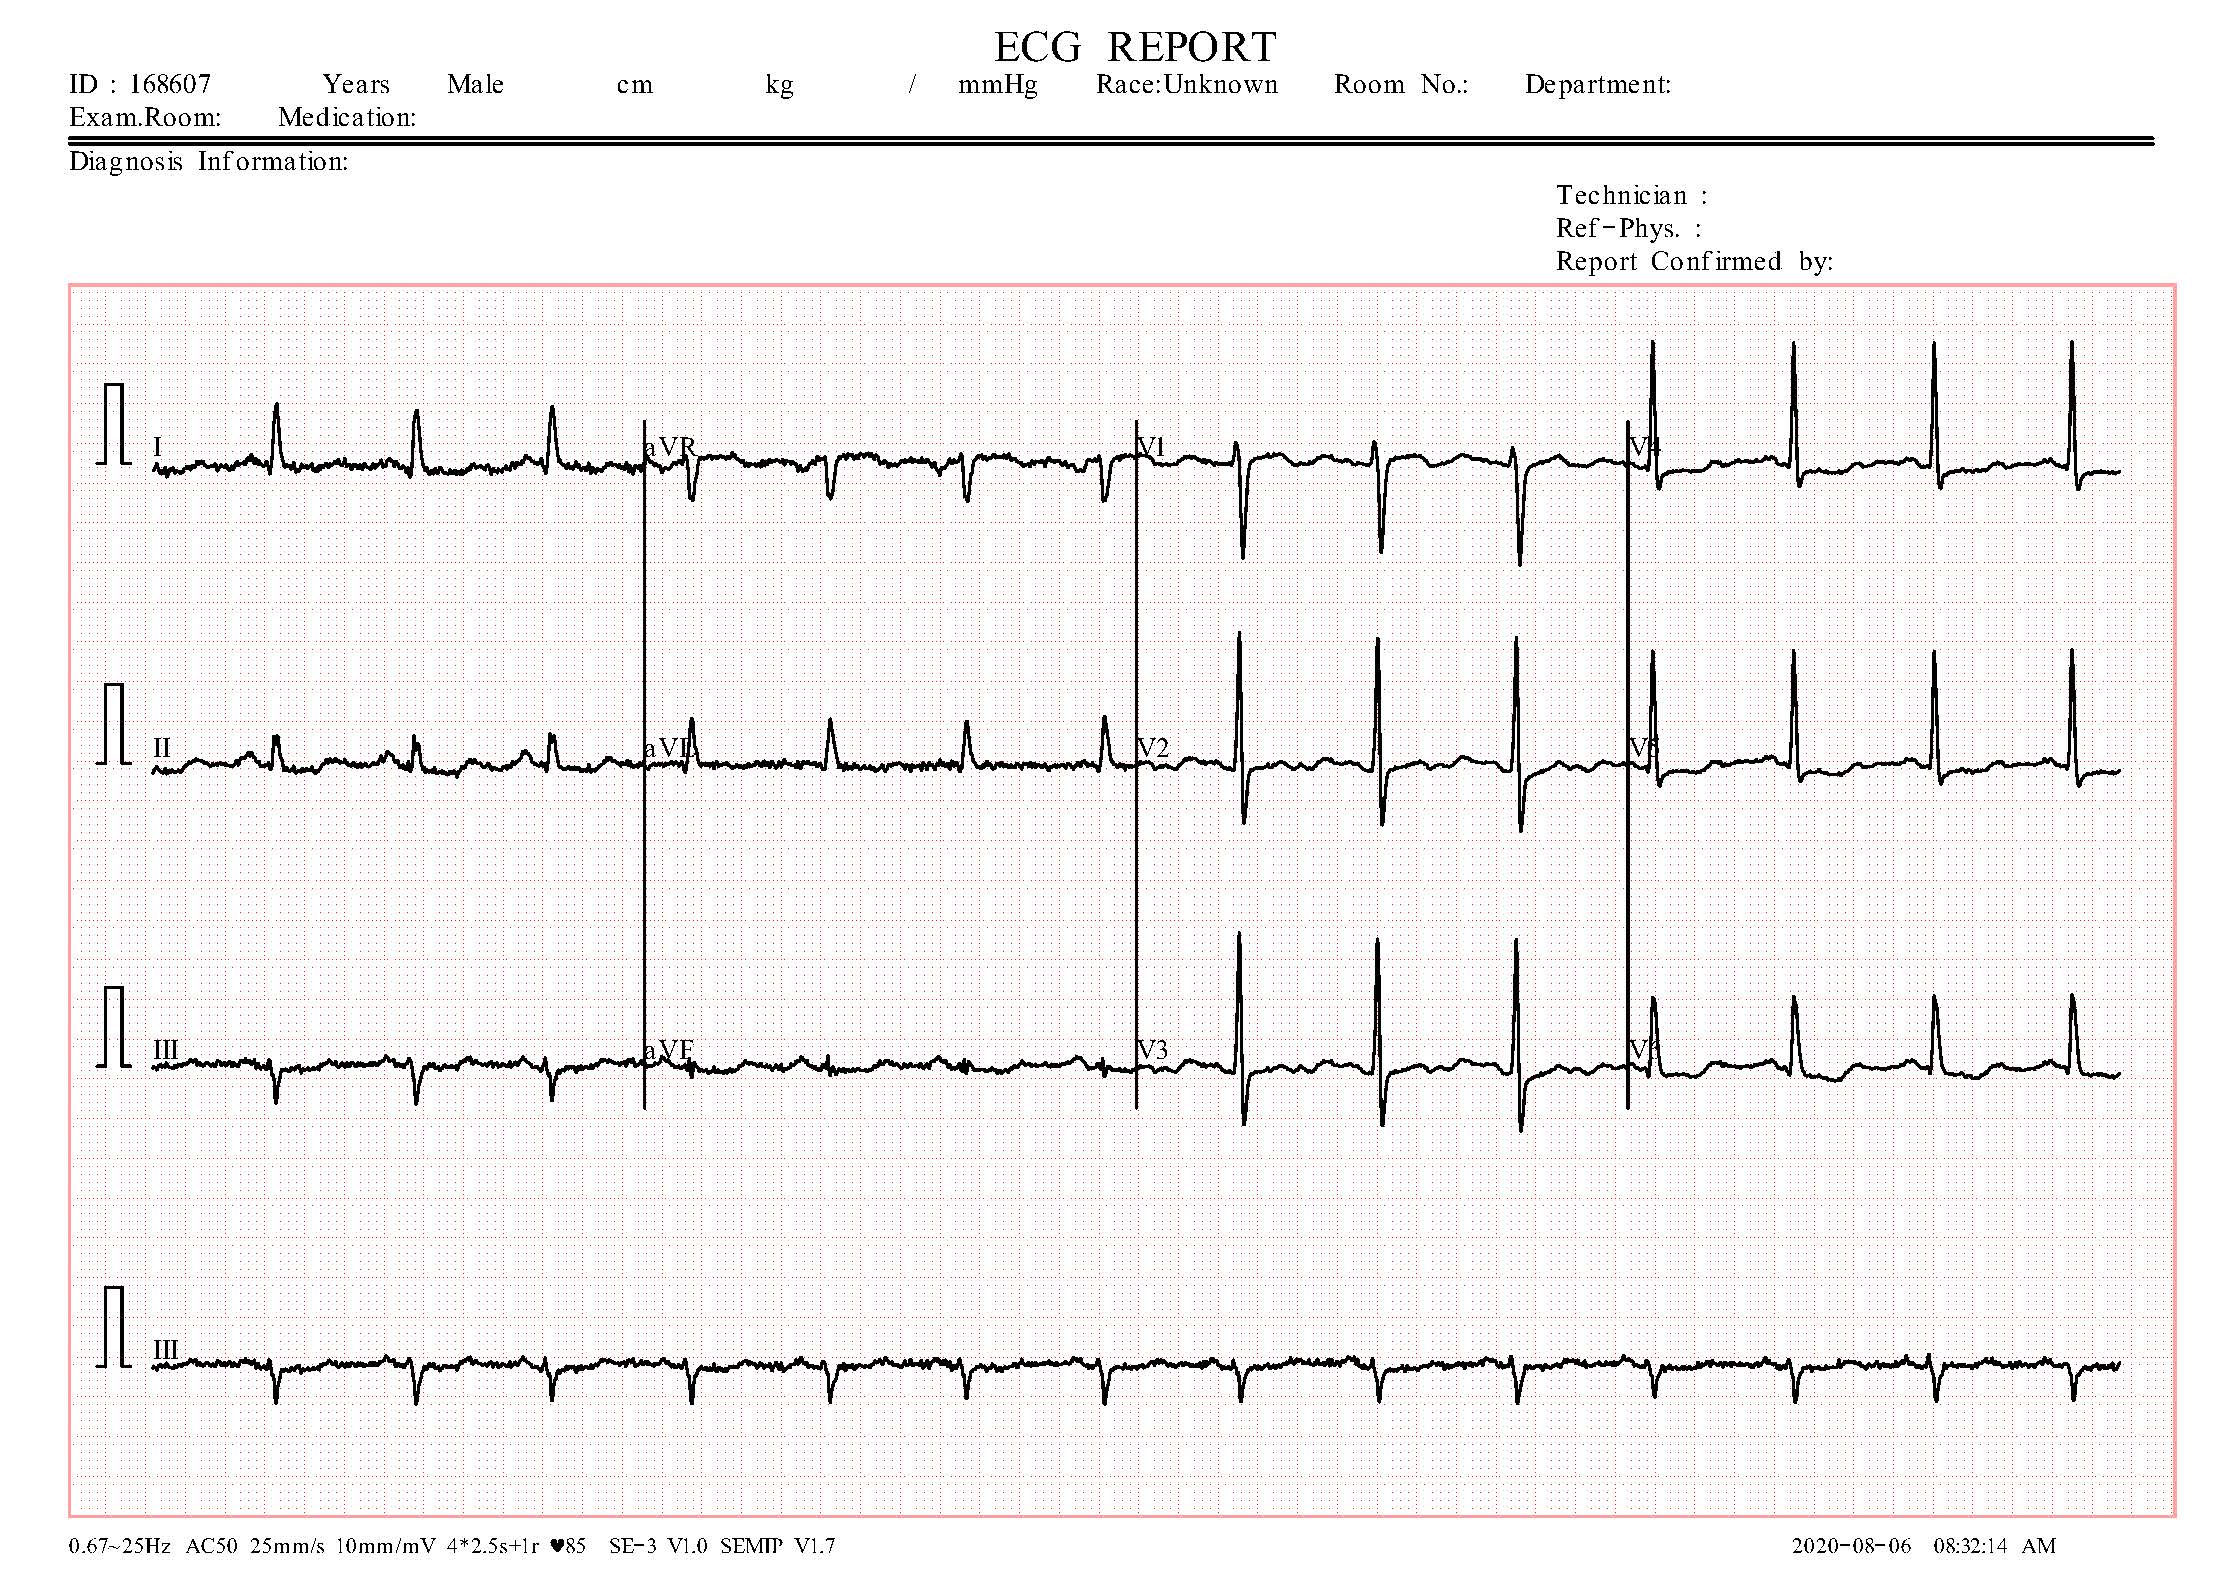 ECG REPORT
ID : 168607 Years Male cm kg / mmHg Race:Unknown Room No.: Department:
Exam.Room: Medication:
Diagnosis Information:
Technician :
Ref-Phys. :
Report Confirmed by:
I aVR V1 V4
II aVL V2 V5
III aVF V3
III
0.67~25Hz AC50 25mm/s 10mm/mV 4*2.5s+1r ♥85 SE-3 V1.0 SEMIP V1.7 2020-08-06 08:32:14 AM